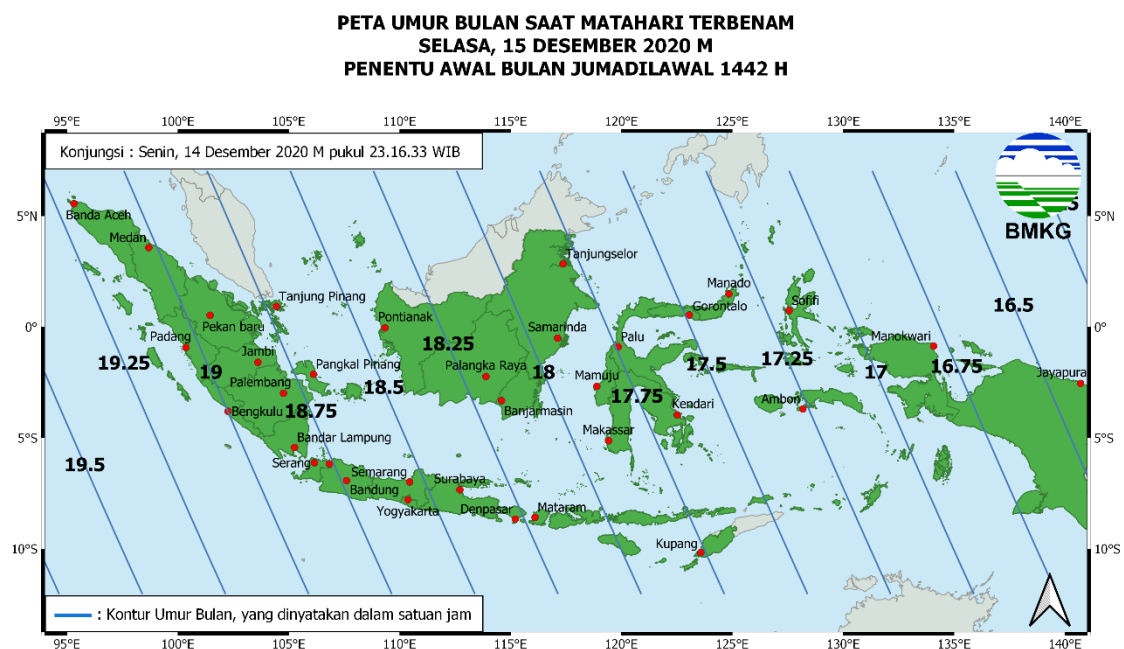 PETA UMUR BULAN SAAT MATAHARI TERBENAM
SELASA, 15 DESEMBER 2020 M
PENENTU AWAL BULAN JUMADILAWAL 1442 H
95°E 100°E 105°E 110°E 115°E 120°E 125°E 130°E 135°E 140°E
Konjungsi : Senin, 14 Desember 2020 M pukul 23.16.33 WIB
5°N 5°N
BMKG
Banda Aceh
Medan
Tanjungselor
Manado
Tanjung Pinang
Sofifi
16.5
Gorontalo
Pekan baru
Pontianak
0° 0°
Padang
Samarinda
Palu
Manokwari
18.25
Jambi
19.25
17.5
17.25
Pangkal Pinang
Palangka Raya
19
18
17
16.75
Jayapura
Mamuju
Palembang
18.5
17.75
Bengkulu
18.75
Banjarmasin
Kendari
Ambon
Bandar Lampung
Makassar
5°S 5°S
19.5
Serang
Semarang
Surabaya
Bandung
Yogyakarta
Denpasar
Mataram
Kupang
10°S 10°S
: Kontur Umur Bulan, yang dinyatakan dalam satuan jam
95°E 100°E 105°E 110°E 115°E 120°E 125°E 130°E 135°E 140°E